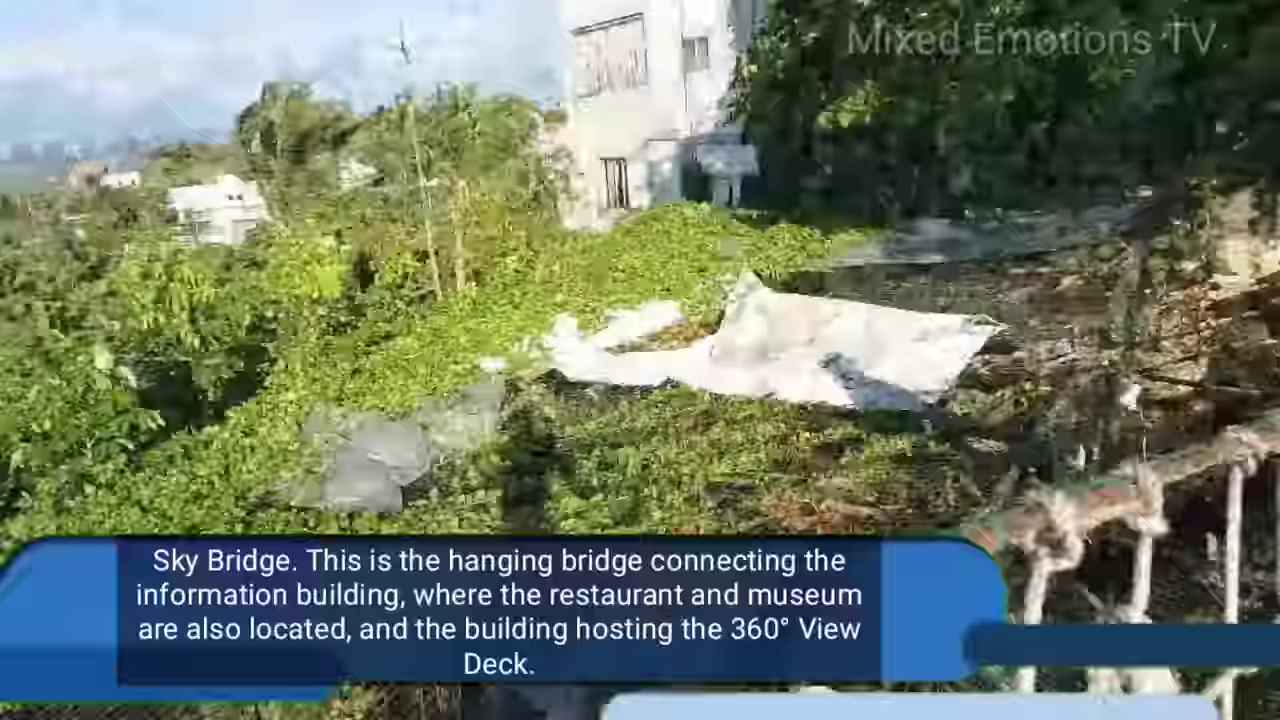 Mixed Emotions TV
Sky Bridge. This is the hanging bridge connecting the
information building, where the restaurant and museum
are also located, and the building hosting the 360° View
Deck.